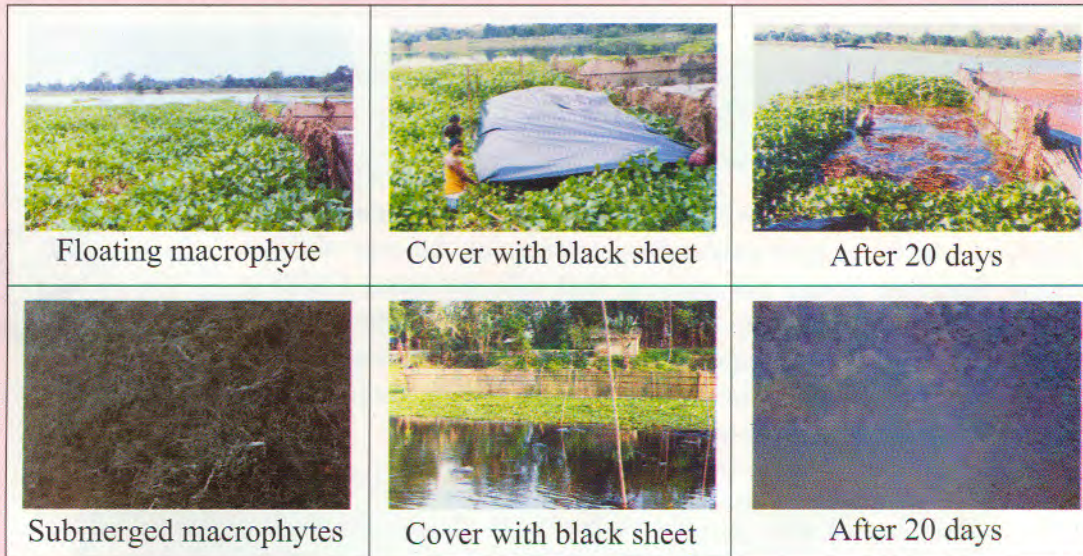 Floating macrophyte
Cover with black sheet
After 20 days
Submerged macrophytes
Cover with black sheet
After 20 days